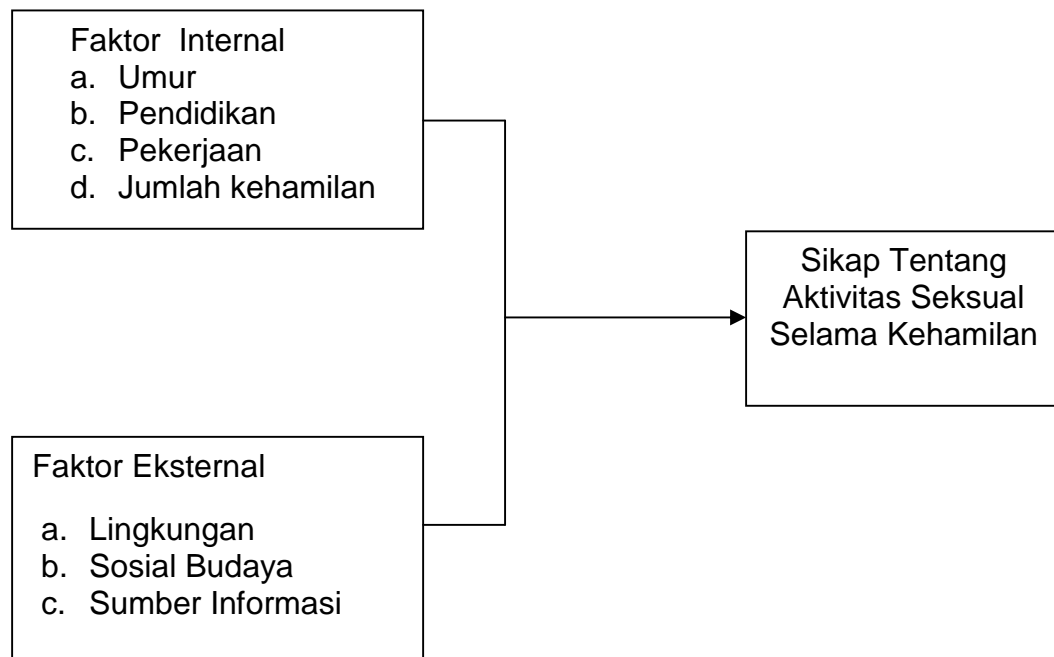 Faktor Internal
a. Umur
b. Pendidikan
c. Pekerjaan
d. Jumlah kehamilan
Sikap Tentang
Aktivitas Seksual
Selama Kehamilan
Faktor Eksternal
a. Lingkungan
b. Sosial Budaya
c. Sumber Informasi